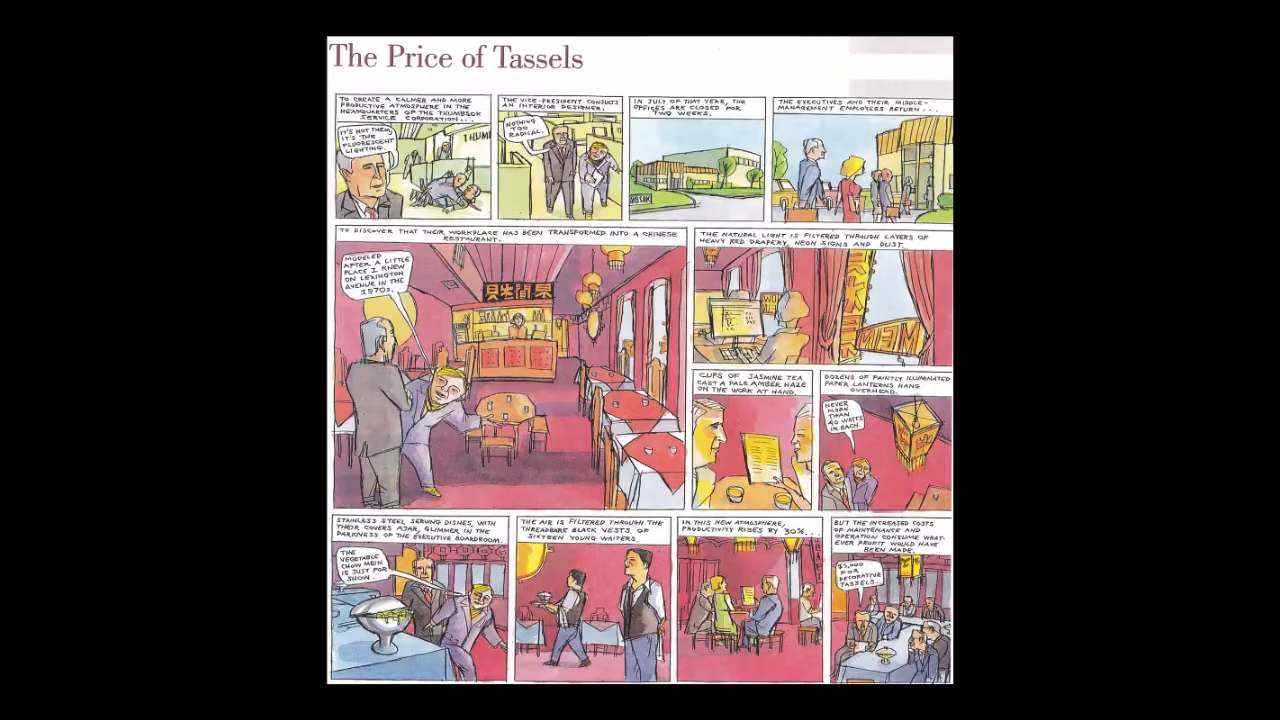 The Price of Tassels
TO CREATE A CALMER AND MORE
PRODUCTIVE ATMOSPHERE IN THE
HEADQUARTERS OF THE THUMBSOK
SERVICE CORPORATION...
IT'S NOT THEM,
IT'S THE
FLUORESCENT
LIGHTING.
THUM
THE VICE-PRESIDENT CONSULTS
AN INTERIOR DESIGNER.
NOTHING
TOO
RADICAL.
IN JULY OF THAT YEAR, THE
OFFICES ARE CLOSED FOR
TWO WEEKS.
THE EXECUTIVES AND THEIR MIDDLE-
MANAGEMENT EMPLOYEES RETURN...
TO DISCOVER THAT THEIR WORKPLACE HAS BEEN TRANSFORMED INTO A CHINESE
RESTAURANT.
MODELED
AFTER A LITTLE
PLACE I KNEW
ON LEXINGTON
AVENUE IN THE
1970s.
THE NATURAL LIGHT IS FILTERED THROUGH LAYERS OF
HEAVY RED DRAPERY, NEON SIGNS AND DUST.
CUPS OF JASMINE TEA
CAST A PALE AMBER HAZE
ON THE WORK AT HAND.
DOZENS OF FAINTLY ILLUMINATED
PAPER LANTERNS HANG
OVERHEAD.
NEVER
MORE
THAN
40 WATTS
IN EACH.
STAINLESS STEEL SERVING DISHES, WITH
THEIR COVERS AJAR, GLIMMER IN THE
DARKNESS OF THE EXECUTIVE BOARDROOM.
THE
VEGETABLE
CHOW MEIN
IS JUST FOR
SHOW.
THE AIR IS FILTERED THROUGH THE
THREADBARE BLACK VESTS OF
SIXTEEN YOUNG WAITERS.
IN THIS NEW ATMOSPHERE,
PRODUCTIVITY RISES BY 30%...
BUT THE INCREASED COSTS
OF MAINTENANCE AND
OPERATION CONSUME WHAT-
EVER PROFIT WOULD HAVE
BEEN MADE.
$5,000
FOR
DECORATIVE
TASSELS.